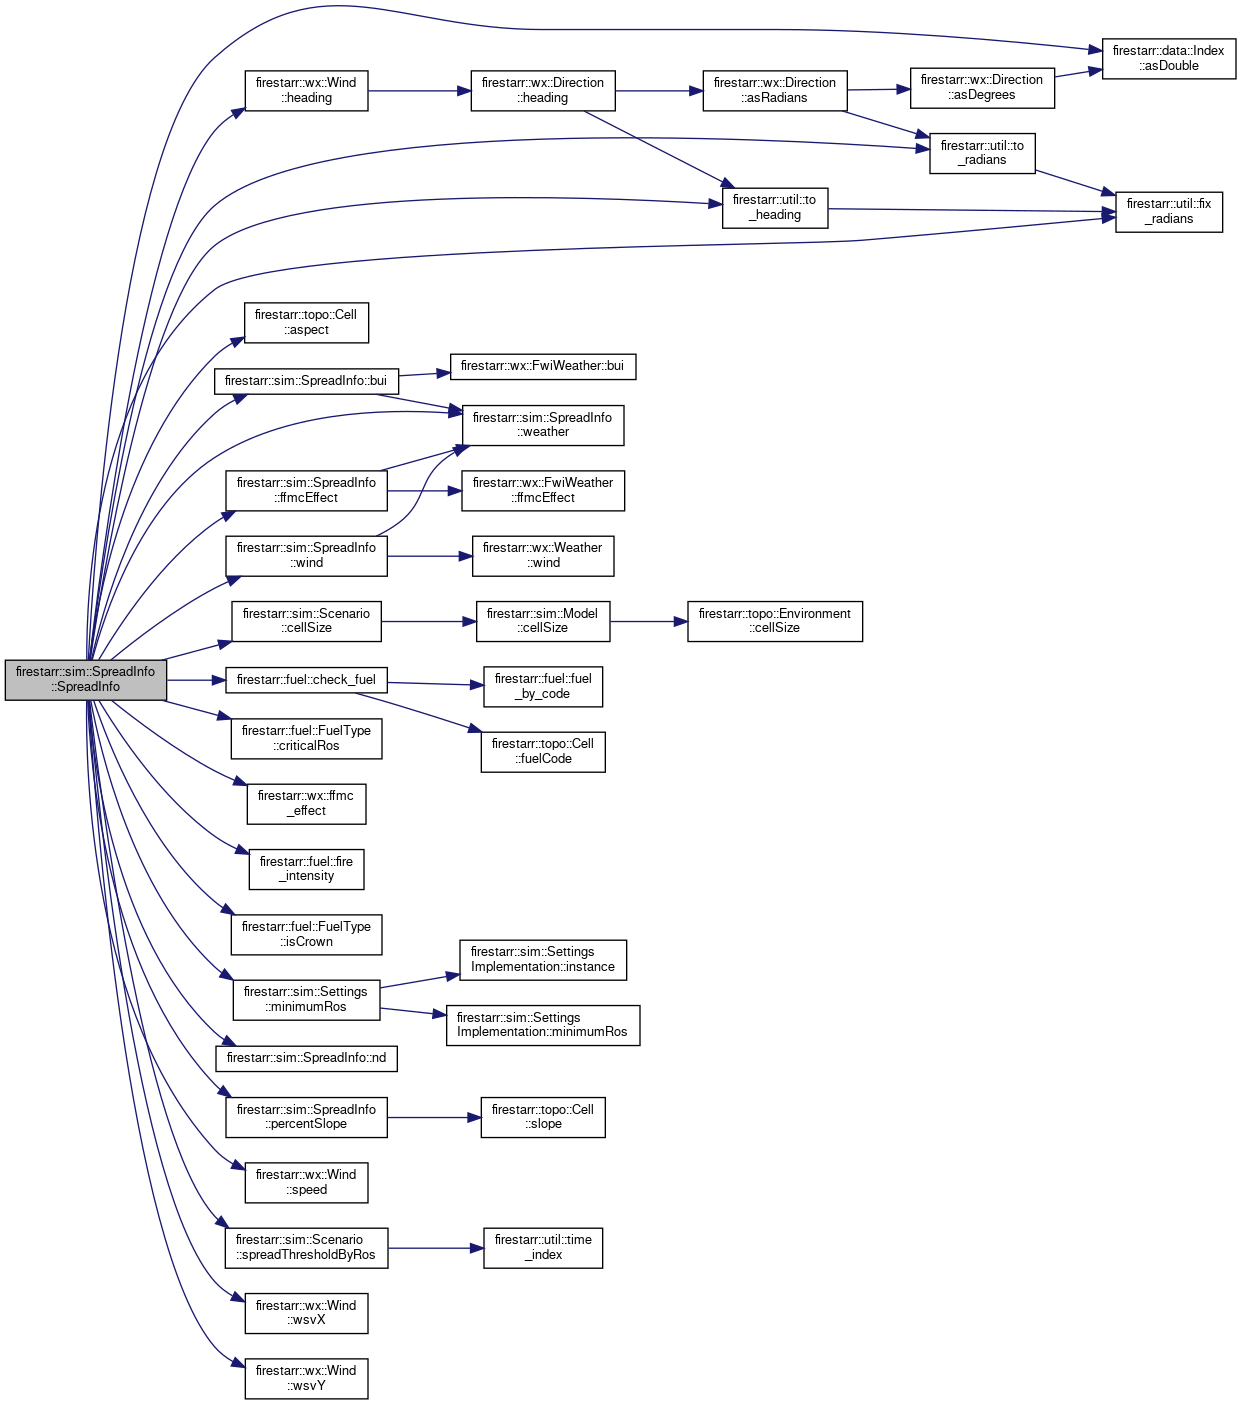 firestarr::data::Index
::asDouble
firestarr::wx::Wind
::heading
firestarr::wx::Direction
::heading
firestarr::wx::Direction
::asRadians
firestarr::wx::Direction
::asDegrees
firestarr::util::to
_radians
firestarr::util::to
_heading
firestarr::util::fix
_radians
firestarr::topo::Cell
::aspect
firestarr::sim::SpreadInfo::bui
firestarr::wx::FwiWeather::bui
firestarr::sim::SpreadInfo
::weather
firestarr::sim::SpreadInfo
::ffmcEffect
firestarr::wx::FwiWeather
::ffmcEffect
firestarr::sim::SpreadInfo
::wind
firestarr::wx::Weather
::wind
firestarr::sim::Scenario
::cellSize
firestarr::sim::Model
::cellSize
firestarr::topo::Environment
::cellSize
firestarr::sim::SpreadInfo
::SpreadInfo
firestarr::fuel::check_fuel
firestarr::fuel::fuel
_by_code
firestarr::fuel::FuelType
::criticalRos
firestarr::topo::Cell
::fuelCode
firestarr::wx::ffmc
_effect
firestarr::fuel::fire
_intensity
firestarr::fuel::FuelType
::isCrown
firestarr::sim::Settings
Implementation::instance
firestarr::sim::Settings
::minimumRos
firestarr::sim::Settings
Implementation::minimumRos
firestarr::sim::SpreadInfo::nd
firestarr::sim::SpreadInfo
::percentSlope
firestarr::topo::Cell
::slope
firestarr::wx::Wind
::speed
firestarr::sim::Scenario
::spreadThresholdByRos
firestarr::util::time
_index
firestarr::wx::Wind
::wsvX
firestarr::wx::Wind
::wsvY